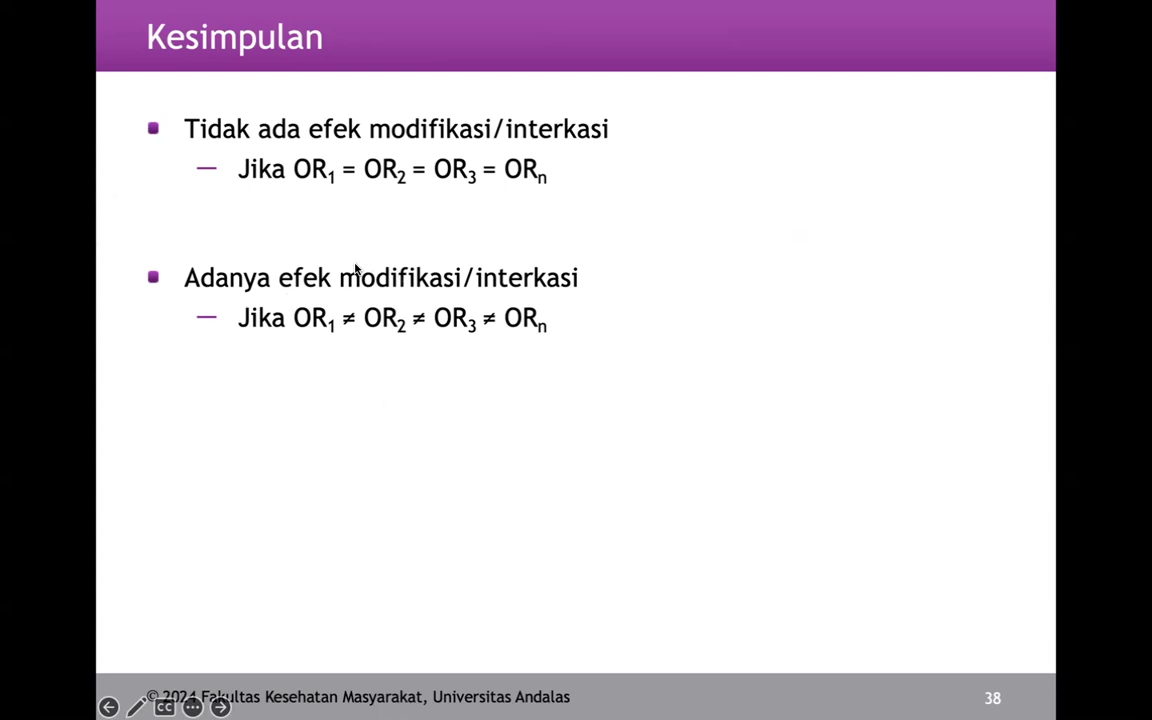 Kesimpulan
Tidak ada efek modifikasi/interkasi
— Jika OR₁ = OR₂ = OR₃ = ORₙ
Adanya efek modifikasi/interkasi
— Jika OR₁ ≠ OR₂ ≠ OR₃ ≠ ORₙ
© 2024 Fakultas Kesehatan Masyarakat, Universitas Andalas
38
CC